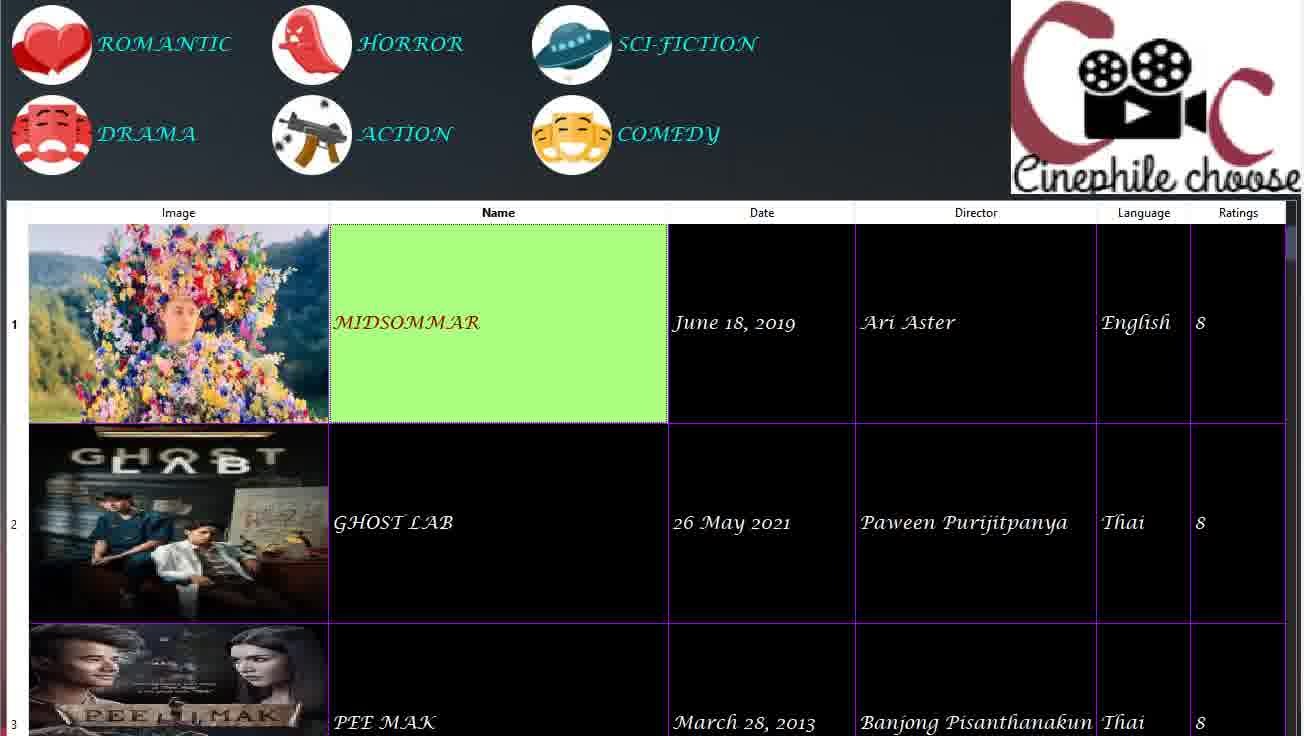 ROMANTIC HORROR SCI-FICTION
DRAMA ACTION COMEDY
Cinephile choose
Image Name Date Director Language Ratings
1 MIDSOMMAR June 18, 2019 Ari Aster English 8
GHOST
LAB
2 GHOST LAB 26 May 2021 Paween Purijitpanya Thai 8
PEE MAK
3 PEE MAK March 28, 2013 Banjong Pisanthanakun Thai 8